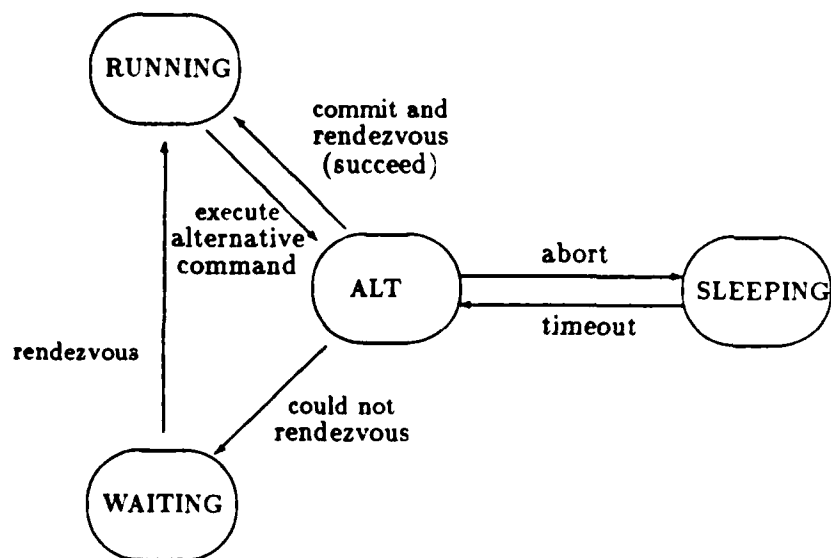 RUNNING
commit and
rendezvous
(succeed)
execute
alternative
command
ALT
abort
SLEEPING
timeout
rendezvous
could not
rendezvous
WAITING